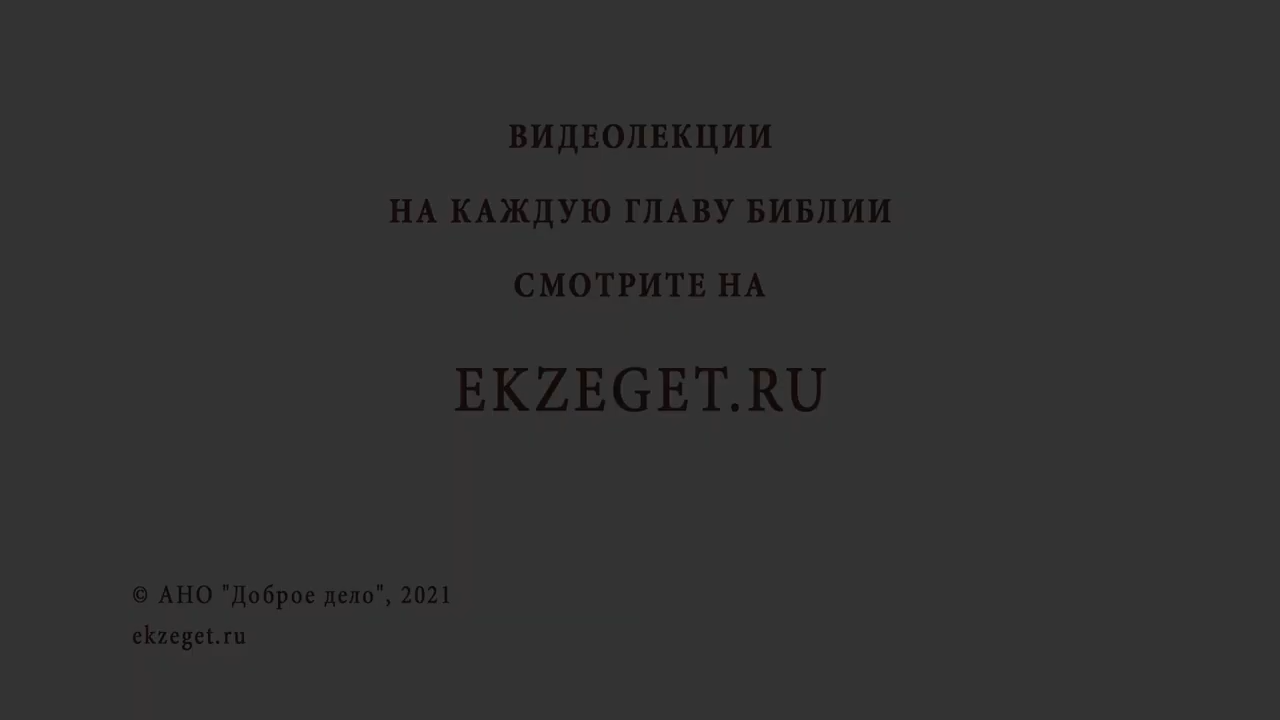 ВИДЕОЛЕКЦИИ
НА КАЖДУЮ ГЛАВУ БИБЛИИ
СМОТРИТЕ НА
EKZEGET.RU
© АНО "Доброе дело", 2021
ekzeget.ru